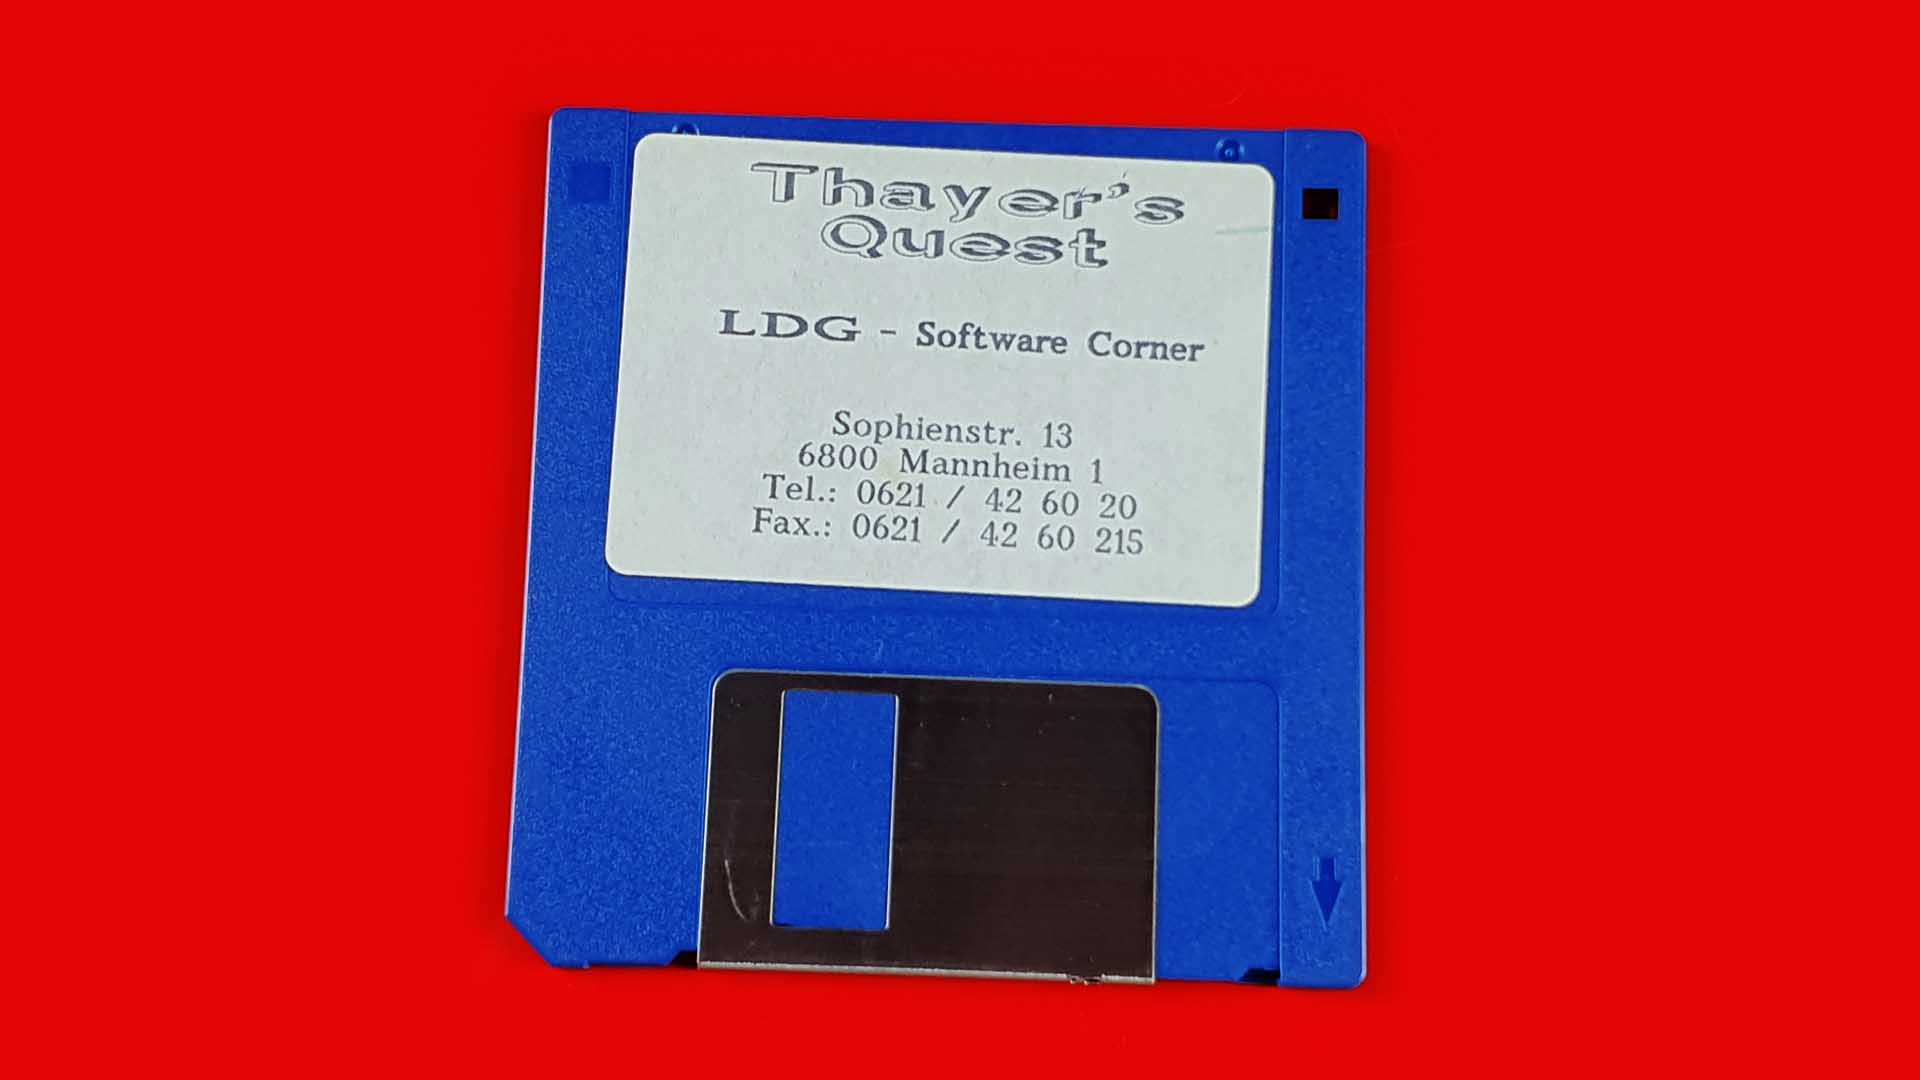 Thayer's
Quest
LDG - Software Corner
Sophienstr. 13
6800 Mannheim 1
Tel.: 0621 / 42 60 20
Fax.: 0621 / 42 60 215